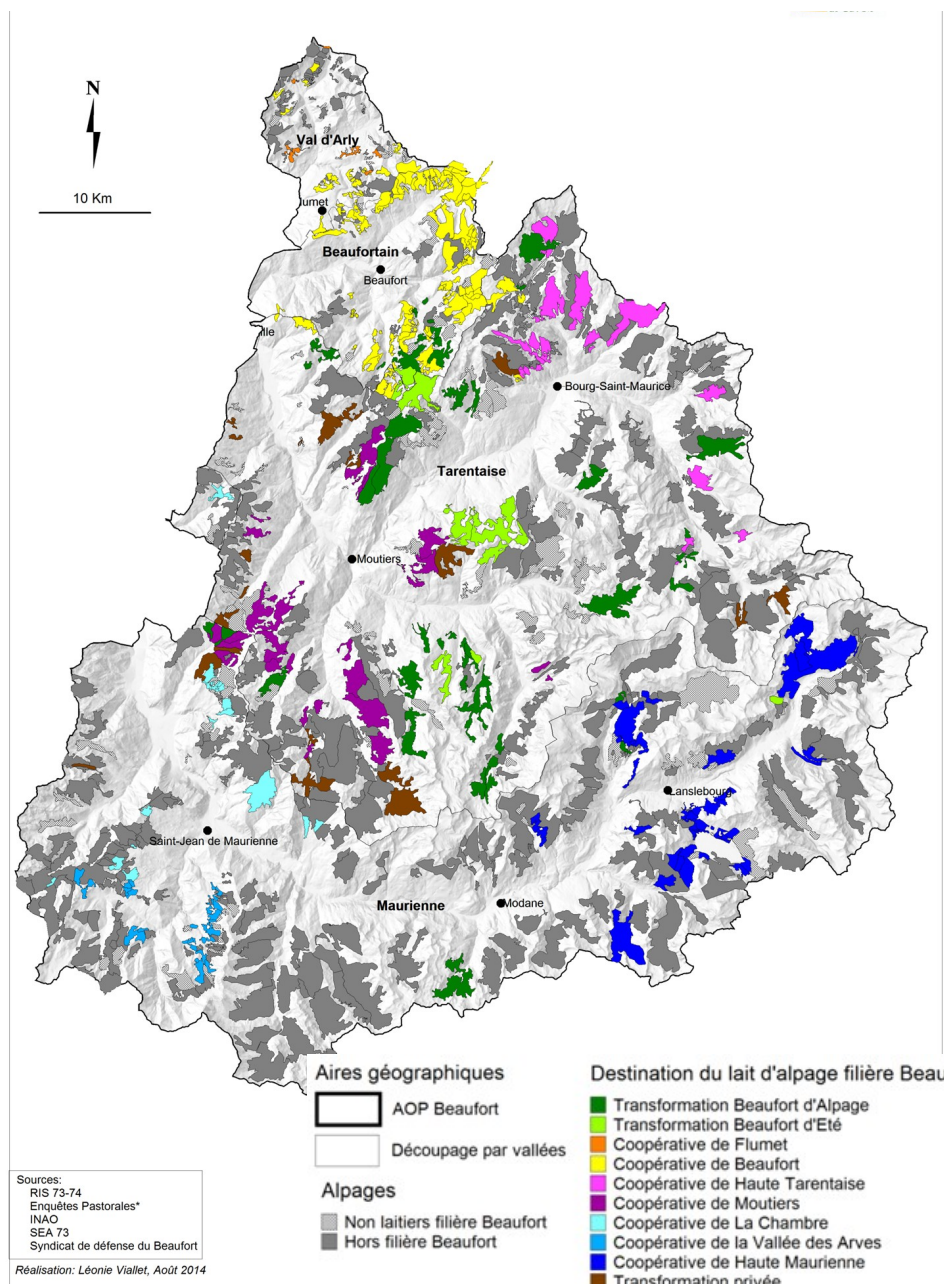 N
10 Km
Val d'Arly
lumet
Beaufortain
Beaufort
lle
Bourg-Saint-Maurice
Tarentaise
Moutiers
Lanslebourg
Saint-Jean de Maurienne
Maurienne
Modane
Aires géographiques
AOP Beaufort
Découpage par vallées
Alpages
Non laitiers filière Beaufort
Hors filière Beaufort
Destination du lait d'alpage filière Beau
Transformation Beaufort d'Alpage
Transformation Beaufort d'Eté
Coopérative de Flumet
Coopérative de Beaufort
Coopérative de Haute Tarentaise
Coopérative de Moutiers
Coopérative de La Chambre
Coopérative de la Vallée des Arves
Coopérative de Haute Maurienne
Transformation privée
Sources:
RIS 73-74
Enquêtes Pastorales*
INAO
SEA 73
Syndicat de défense du Beaufort
Réalisation: Léonie Viallet, Août 2014